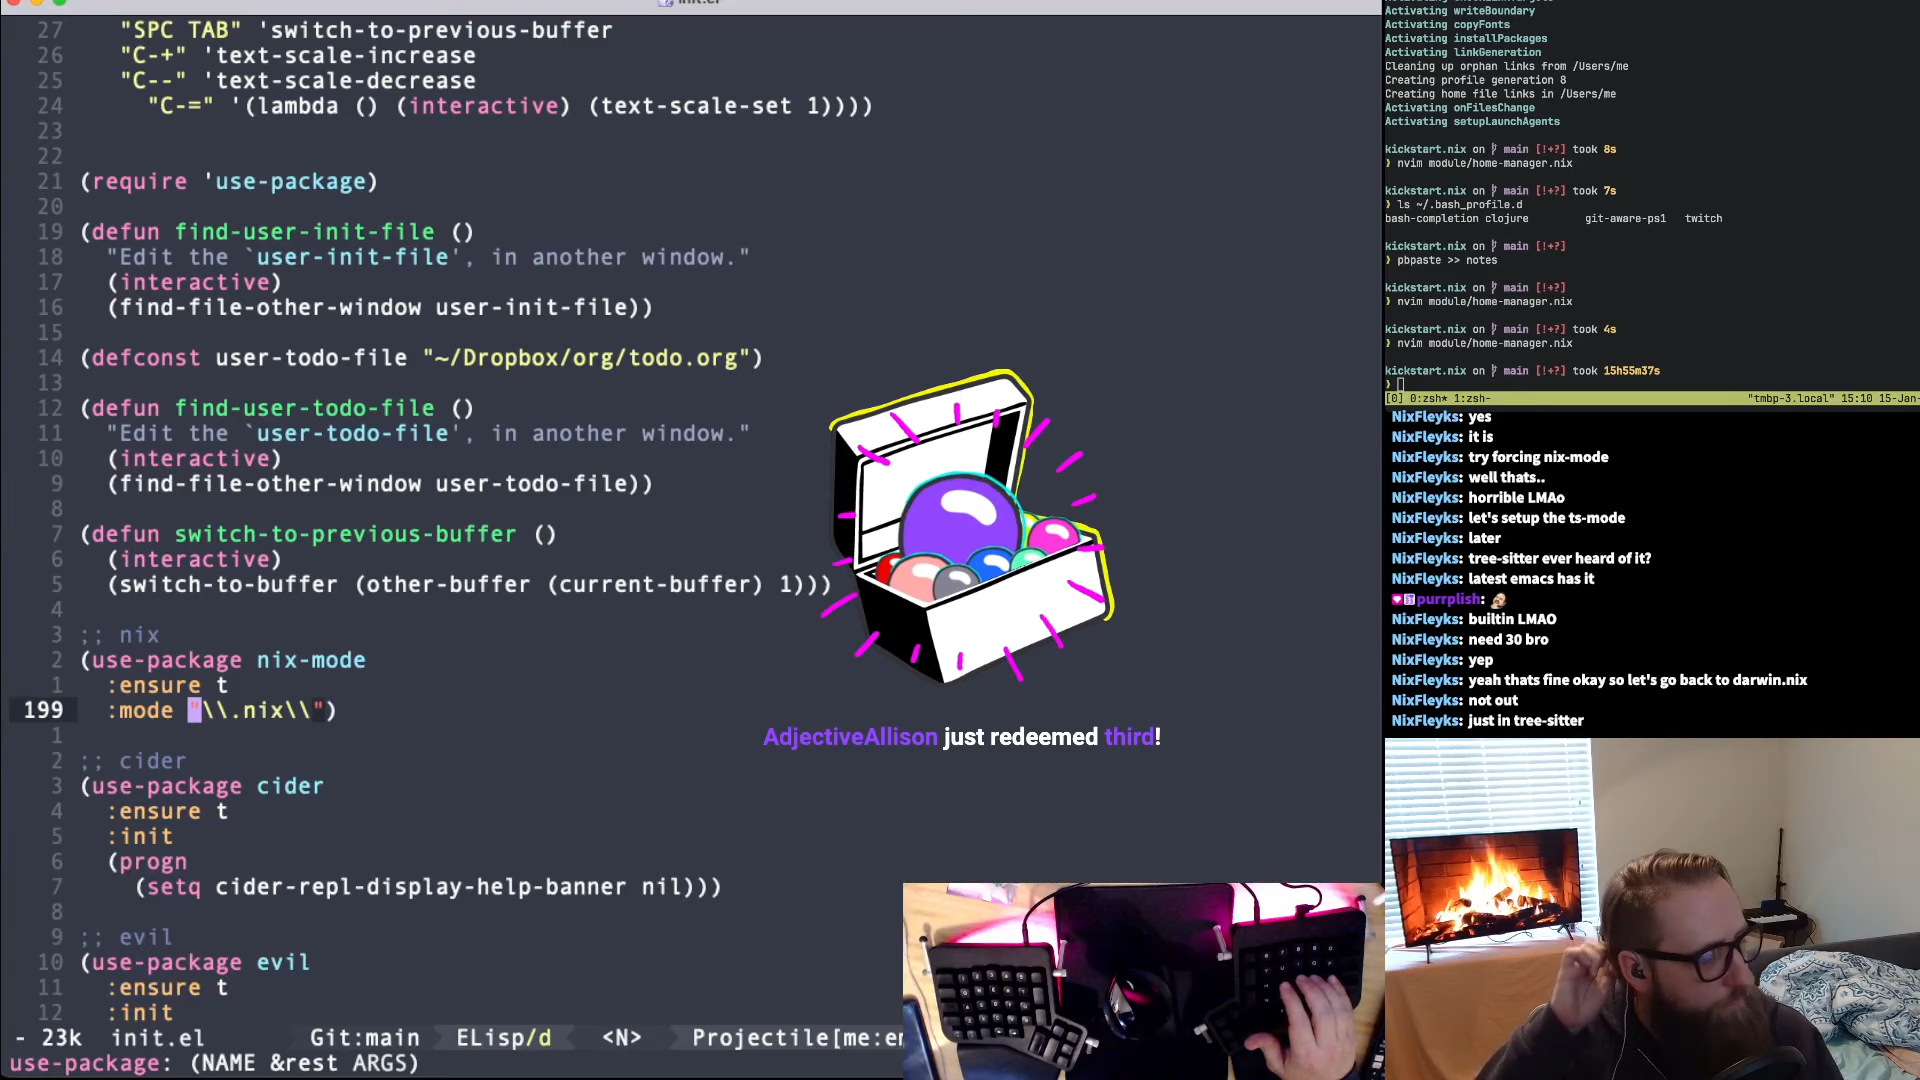 27 "SPC TAB" 'switch-to-previous-buffer
26 "C-+" 'text-scale-increase
25 "C--" 'text-scale-decrease
24 "C-=" '(lambda () (interactive) (text-scale-set 1))))
23
22
21 (require 'use-package)
20
19 (defun find-user-init-file ()
18 "Edit the `user-init-file', in another window."
17 (interactive)
16 (find-file-other-window user-init-file))
15
14 (defconst user-todo-file "~/Dropbox/org/todo.org")
13
12 (defun find-user-todo-file ()
11 "Edit the `user-todo-file', in another window."
10 (interactive)
9 (find-file-other-window user-todo-file))
8
7 (defun switch-to-previous-buffer ()
6 (interactive)
5 (switch-to-buffer (other-buffer (current-buffer) 1)))
4
3 ;; nix
2 (use-package nix-mode
1 :ensure t
199 :mode "\\.nix\\")
1
2 ;; cider
3 (use-package cider
4 :ensure t
5 :init
6 (progn
7 (setq cider-repl-display-help-banner nil)))
8
9 ;; evil
10 (use-package evil
11 :ensure t
12 :init
- 23k init.el Git:main ELisp/d <N> Projectile[me:en
use-package: (NAME &rest ARGS)
AdjectiveAllison just redeemed third!
Activating writeBoundary
Activating copyFonts
Activating installPackages
Activating linkGeneration
Cleaning up orphan links from /Users/me
Creating profile generation 8
Creating home file links in /Users/me
Activating onFilesChange
Activating setupLaunchAgents
kickstart.nix on main [!+?] took 8s
❯ nvim module/home-manager.nix
kickstart.nix on main [!+?] took 7s
❯ ls ~/.bash_profile.d
bash-completion clojure git-aware-ps1 twitch
kickstart.nix on main [!+?]
❯ pbpaste >> notes
kickstart.nix on main [!+?]
❯ nvim module/home-manager.nix
kickstart.nix on main [!+?] took 4s
❯ nvim module/home-manager.nix
kickstart.nix on main [!+?] took 15h55m37s
❯
[0] 0:zsh* 1:zsh- "tmbp-3.local" 15:10 15-Jan-
NixFleyks: yes
NixFleyks: it is
NixFleyks: try forcing nix-mode
NixFleyks: well thats..
NixFleyks: horrible LMAo
NixFleyks: let's setup the ts-mode
NixFleyks: later
NixFleyks: tree-sitter ever heard of it?
NixFleyks: latest emacs has it
purrplish:
NixFleyks: builtin LMAO
NixFleyks: need 30 bro
NixFleyks: yep
NixFleyks: yeah thats fine okay so let's go back to darwin.nix
NixFleyks: not out
NixFleyks: just in tree-sitter